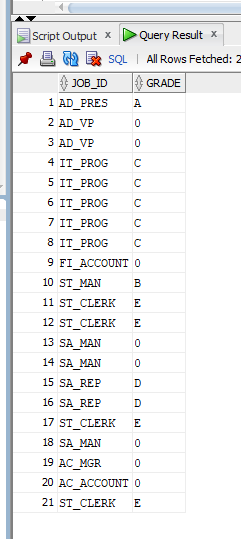 Script Output × Query Result ×
SQL | All Rows Fetched: 2
JOB_ID GRADE
1 AD_PRES A
2 AD_VP 0
3 AD_VP 0
4 IT_PROG C
5 IT_PROG C
6 IT_PROG C
7 IT_PROG C
8 IT_PROG C
9 FI_ACCOUNT 0
10 ST_MAN B
11 ST_CLERK E
12 ST_CLERK E
13 SA_MAN 0
14 SA_MAN 0
15 SA_REP D
16 SA_REP D
17 ST_CLERK E
18 SA_MAN 0
19 AC_MGR 0
20 AC_ACCOUNT 0
21 ST_CLERK E